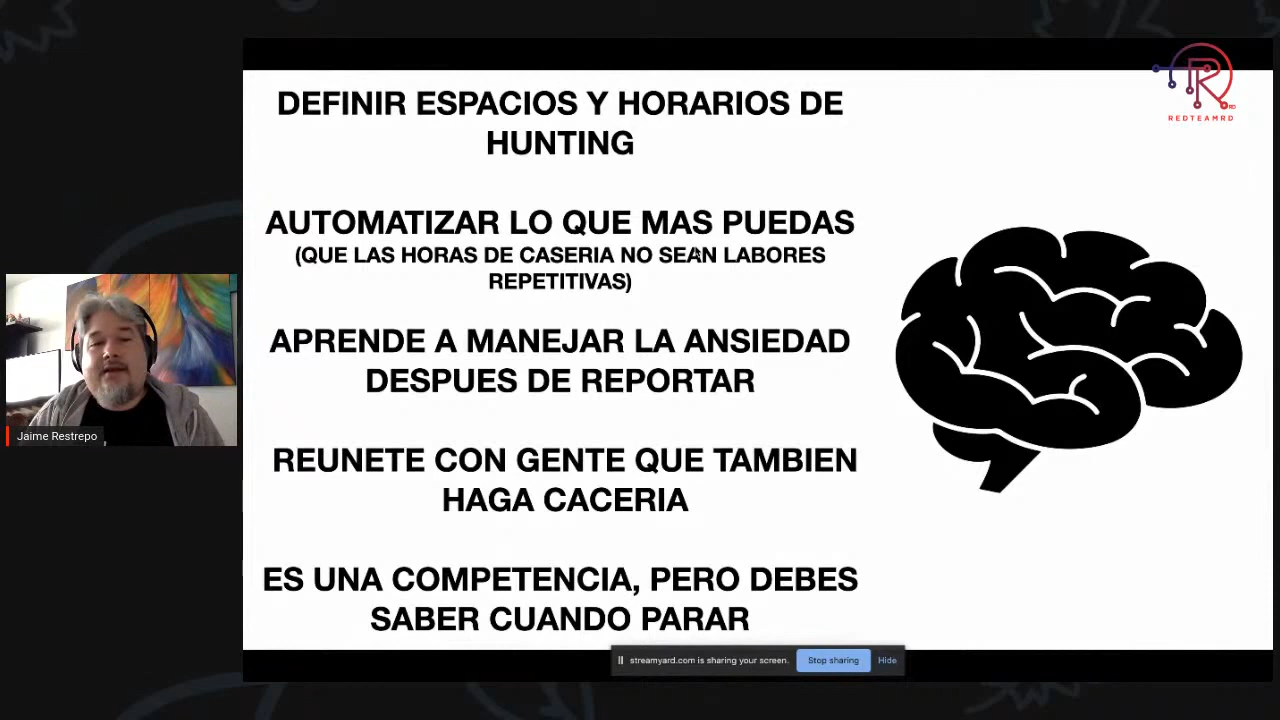 DEFINIR ESPACIOS Y HORARIOS DE
HUNTING
AUTOMATIZAR LO QUE MAS PUEDAS
(QUE LAS HORAS DE CASERIA NO SEAN LABORES
REPETITIVAS)
APRENDE A MANEJAR LA ANSIEDAD
DESPUES DE REPORTAR
REUNETE CON GENTE QUE TAMBIEN
HAGA CACERIA
ES UNA COMPETENCIA, PERO DEBES
SABER CUANDO PARAR
R RD
REDTEAMRD
Jaime Restrepo
streamyard.com is sharing your screen. Stop sharing Hide